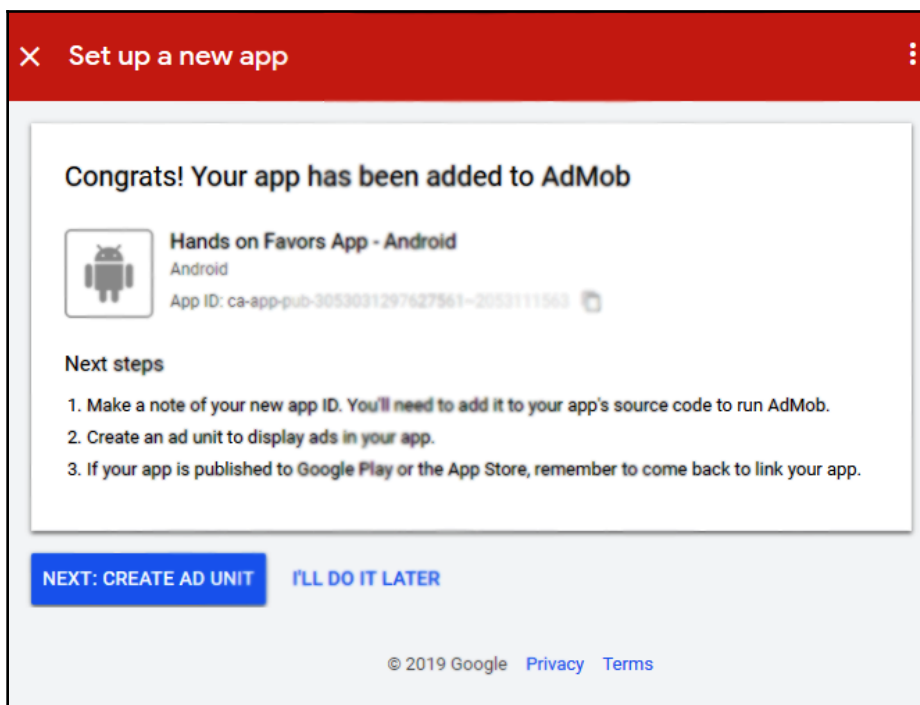 Set up a new app
Congrats! Your app has been added to AdMob
Hands on Favors App - Android
Android
App ID: ca-app-pub-3053031297627561~2053111563
Next steps
1. Make a note of your new app ID. You'll need to add it to your app's source code to run AdMob.
2. Create an ad unit to display ads in your app.
3. If your app is published to Google Play or the App Store, remember to come back to link your app.
NEXT: CREATE AD UNIT I'LL DO IT LATER
© 2019 Google Privacy Terms